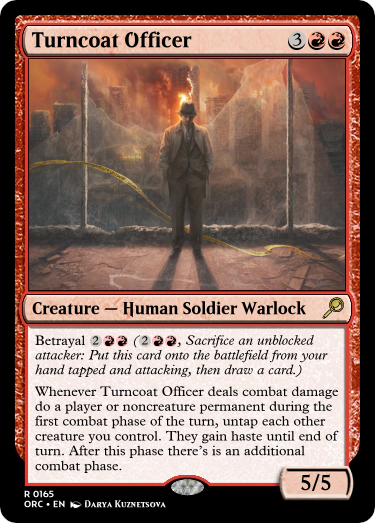 Turncoat Officer 3
Creature — Human Soldier Warlock
Betrayal 2 (2, Sacrifice an unblocked
attacker: Put this card onto the battlefield from your
hand tapped and attacking, then draw a card.)
Whenever Turncoat Officer deals combat damage
do a player or noncreature permanent during the
first combat phase of the turn, untap each other
creature you control. They gain haste until end of
turn. After this phase there's is an additional
combat phase.
5/5
R 0165
ORC • EN Darya Kuznetsova